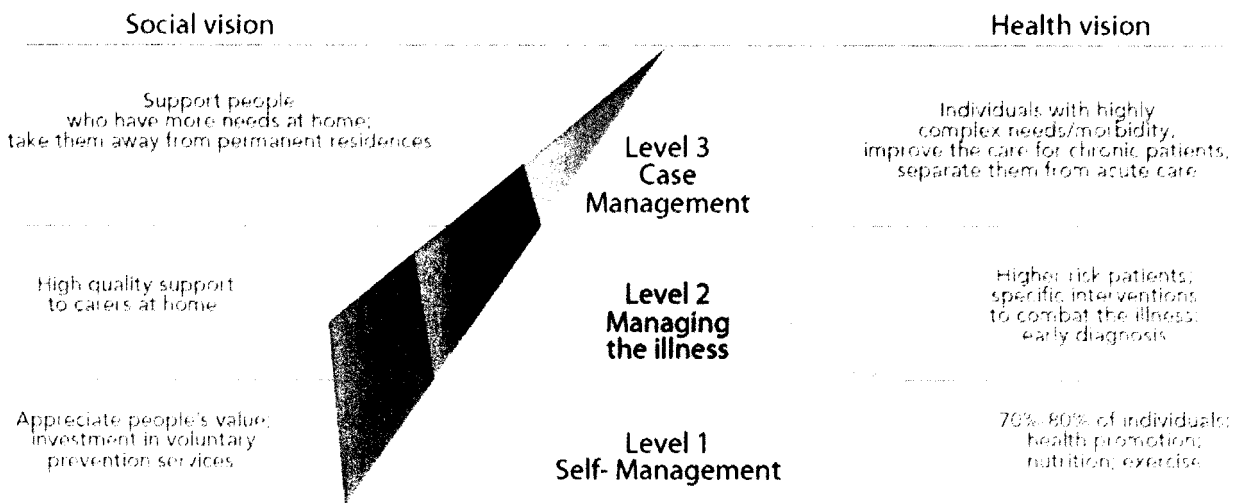 Social vision
Health vision
Support people
who have more needs at home;
take them away from permanent residences
Level 3
Case
Management
Individuals with highly
complex needs/morbidity,
improve the care for chronic patients,
separate them from acute care
High quality support
to carers at home
Level 2
Managing
the illness
Higher risk patients;
specific interventions
to combat the illness;
early diagnosis
Appreciate people's value;
investment in voluntary
prevention services
Level 1
Self- Management
70%-80% of individuals;
health promotion;
nutrition; exercise